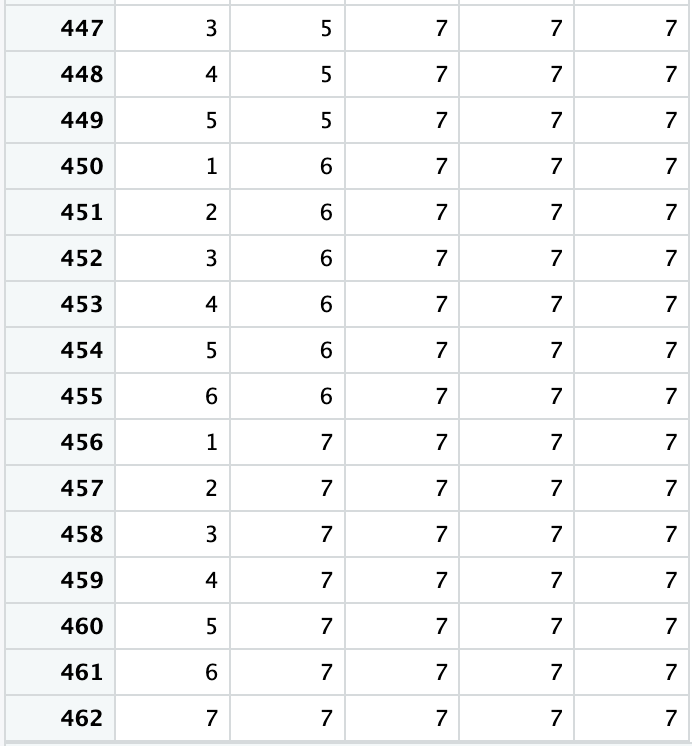 447 3 5 7 7 7
448 4 5 7 7 7
449 5 5 7 7 7
450 1 6 7 7 7
451 2 6 7 7 7
452 3 6 7 7 7
453 4 6 7 7 7
454 5 6 7 7 7
455 6 6 7 7 7
456 1 7 7 7 7
457 2 7 7 7 7
458 3 7 7 7 7
459 4 7 7 7 7
460 5 7 7 7 7
461 6 7 7 7 7
462 7 7 7 7 7